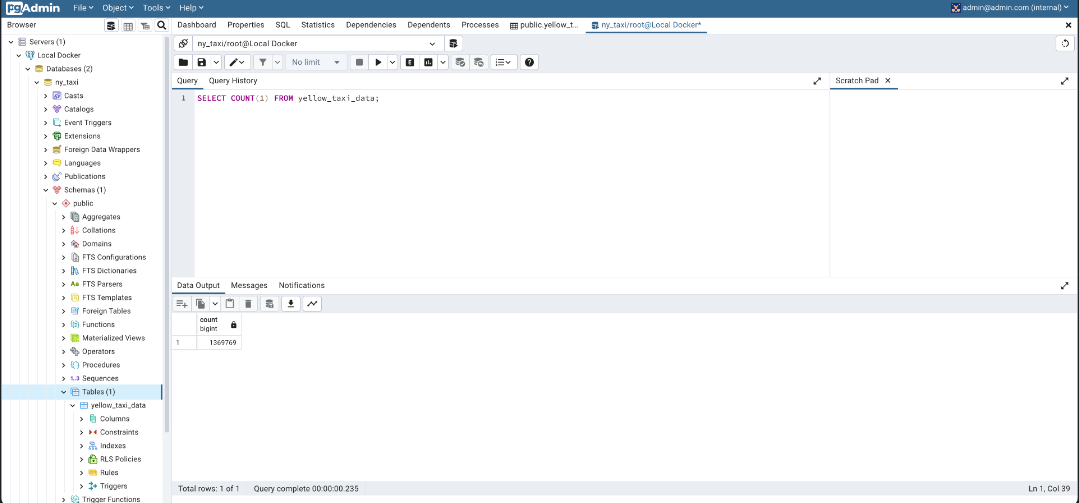 pgAdmin File Object Tools Help admin@admin.com (internal)
Browser Dashboard Properties SQL Statistics Dependencies Dependents Processes public.yellow_t... ny_taxi/root@Local Docker*
Servers (1)
Local Docker
Databases (2)
ny_taxi
Casts
Catalogs
Event Triggers
Extensions
Foreign Data Wrappers
Languages
Publications
Schemas (1)
public
Aggregates
Collations
Domains
FTS Configurations
FTS Dictionaries
FTS Parsers
FTS Templates
Foreign Tables
Functions
Materialized Views
Operators
Procedures
Sequences
Tables (1)
yellow_taxi_data
Columns
Constraints
Indexes
RLS Policies
Rules
Triggers
Trigger Functions
ny_taxi/root@Local Docker
No limit
Query Query History
Scratch Pad
1 SELECT COUNT(1) FROM yellow_taxi_data;
Data Output Messages Notifications
count
bigint
1 1369769
Total rows: 1 of 1 Query complete 00:00:00.235 Ln 1, Col 39